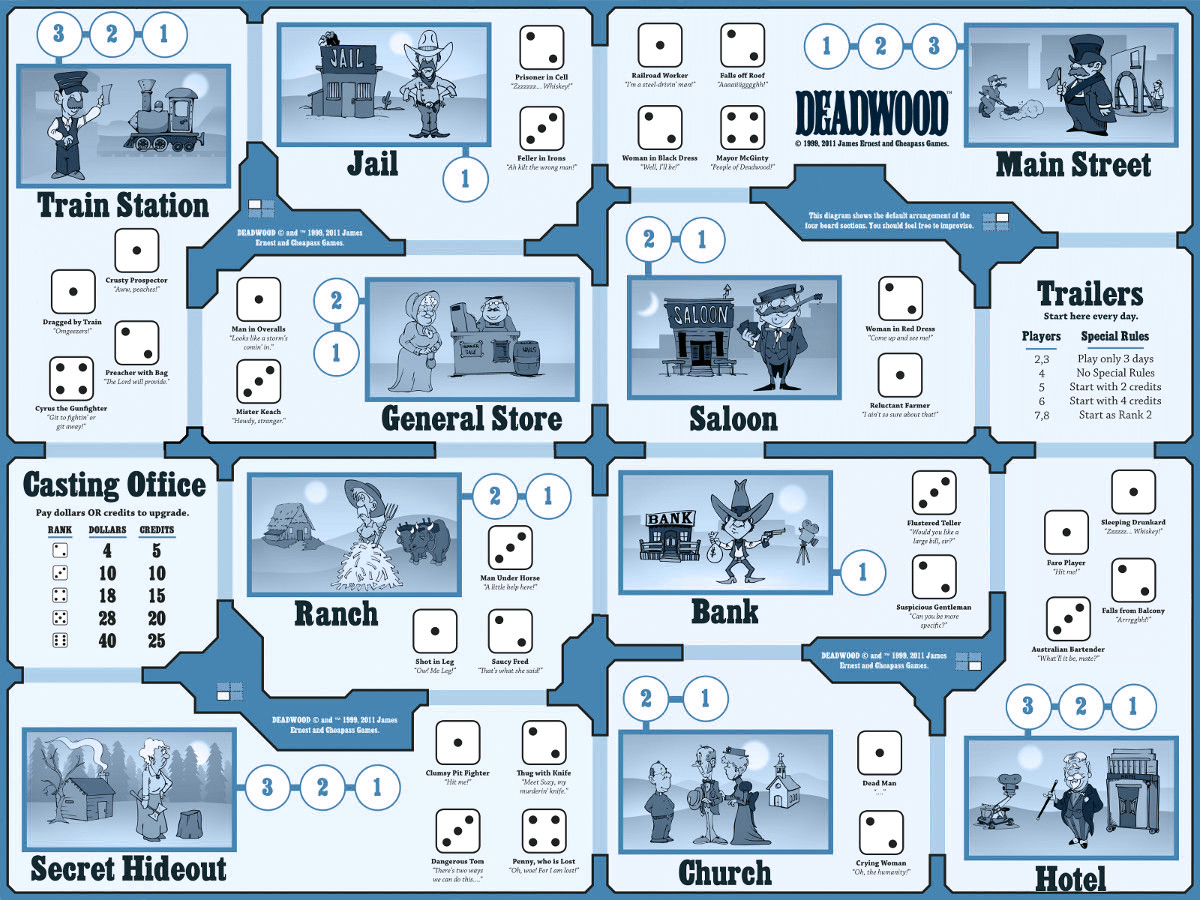 3 2 1
Train Station
Crusty Prospector
"Aww, peaches!"
Dragged by Train
"Omgeezers!"
Preacher with Bag
"The Lord will provide."
Cyrus the Gunfighter
"Git to fightin' or
git away!"
JAIL
Jail
1
Prisoner in Cell
"Zzzzzzz... Whiskey!"
Feller in Irons
"Ah kilt the wrong man!"
DEADWOOD © and ™ 1999, 2011 James
Ernest and Cheapass Games.
Man in Overalls
"Looks like a storm's
comin' in."
Mister Keach
"Howdy, stranger."
2
1
General Store
Railroad Worker
"I'm a steel-drivin' man!"
Falls off Roof
"Aaaaiiiigggghh!"
Woman in Black Dress
"Well, I'll be!"
Mayor McGinty
"People of Deadwood!"
1 2 3
DEADWOOD™
© 1999, 2011 James Ernest and Cheapass Games.
Main Street
This diagram shows the default arrangement of the
four board sections. You should feel free to improvise.
2 1
SALOON
Saloon
Woman in Red Dress
"Come up and see me!"
Reluctant Farmer
"I ain't so sure about that!"
Trailers
Start here every day.
Players Special Rules
2,3 Play only 3 days
4 No Special Rules
5 Start with 2 credits
6 Start with 4 credits
7,8 Start as Rank 2
Casting Office
Pay dollars OR credits to upgrade.
RANK DOLLARS CREDITS
4 5
10 10
18 15
28 20
40 25
2 1
Ranch
Man Under Horse
"A little help here!"
Shot in Leg
"Ow! Me Leg!"
Saucy Fred
"That's what she said!"
DEADWOOD © and ™ 1999, 2011 James
Ernest and Cheapass Games.
Secret Hideout
3 2 1
Clumsy Pit Fighter
"Hit me!"
Thug with Knife
"Meet Suzy, my
murderin' knife."
Dangerous Tom
"There's two ways
we can do this...."
Penny, who is Lost
"Oh, woe! For I am lost!"
BANK
Bank
1
Flustered Teller
"Would you like a
large bill, sir?"
Suspicious Gentleman
"Can you be more
specific?"
DEADWOOD © and ™ 1999, 2011 James
Ernest and Cheapass Games.
2 1
Church
Dead Man
Crying Woman
"Oh, the humanity!"
Sleeping Drunkard
"Zzzzzz... Whiskey!"
Faro Player
"Hit me!"
Falls from Balcony
"Arrrgghh!!"
Australian Bartender
"What'll it be, mate?"
3 2 1
Hotel